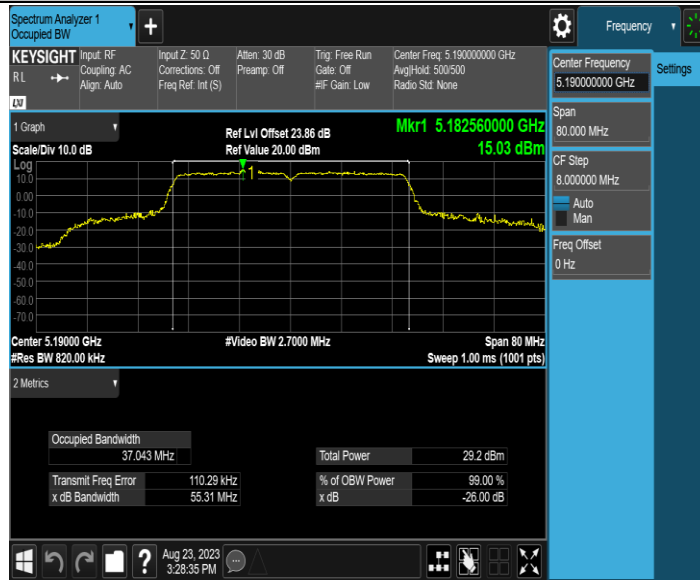 Spectrum Analyzer 1
Occupied BW
+
Frequency
KEYSIGHT
RL
LXI
Input: RF
Coupling: AC
Align: Auto
Input Z: 50 Ω
Corrections: Off
Freq Ref: Int (S)
Atten: 30 dB
Preamp: Off
Trig: Free Run
Gate: Off
#IF Gain: Low
Center Freq: 5.190000000 GHz
Avg|Hold: 500/500
Radio Std: None
Center Frequency
5.190000000 GHz
Settings
Span
80.000 MHz
CF Step
8.000000 MHz
Auto
Man
Freq Offset
0 Hz
1 Graph
Scale/Div 10.0 dB
Ref Lvl Offset 23.86 dB
Ref Value 20.00 dBm
Mkr1 5.182560000 GHz
15.03 dBm
Log
10.0
0.00
-10.0
-20.0
-30.0
-40.0
-50.0
-60.0
-70.0
1
Center 5.19000 GHz
#Res BW 820.00 kHz
#Video BW 2.7000 MHz
Span 80 MHz
Sweep 1.00 ms (1001 pts)
2 Metrics
Occupied Bandwidth
37.043 MHz
Transmit Freq Error 110.29 kHz
x dB Bandwidth 55.31 MHz
Total Power 29.2 dBm
% of OBW Power 99.00 %
x dB -26.00 dB
?
Aug 23, 2023
3:28:35 PM